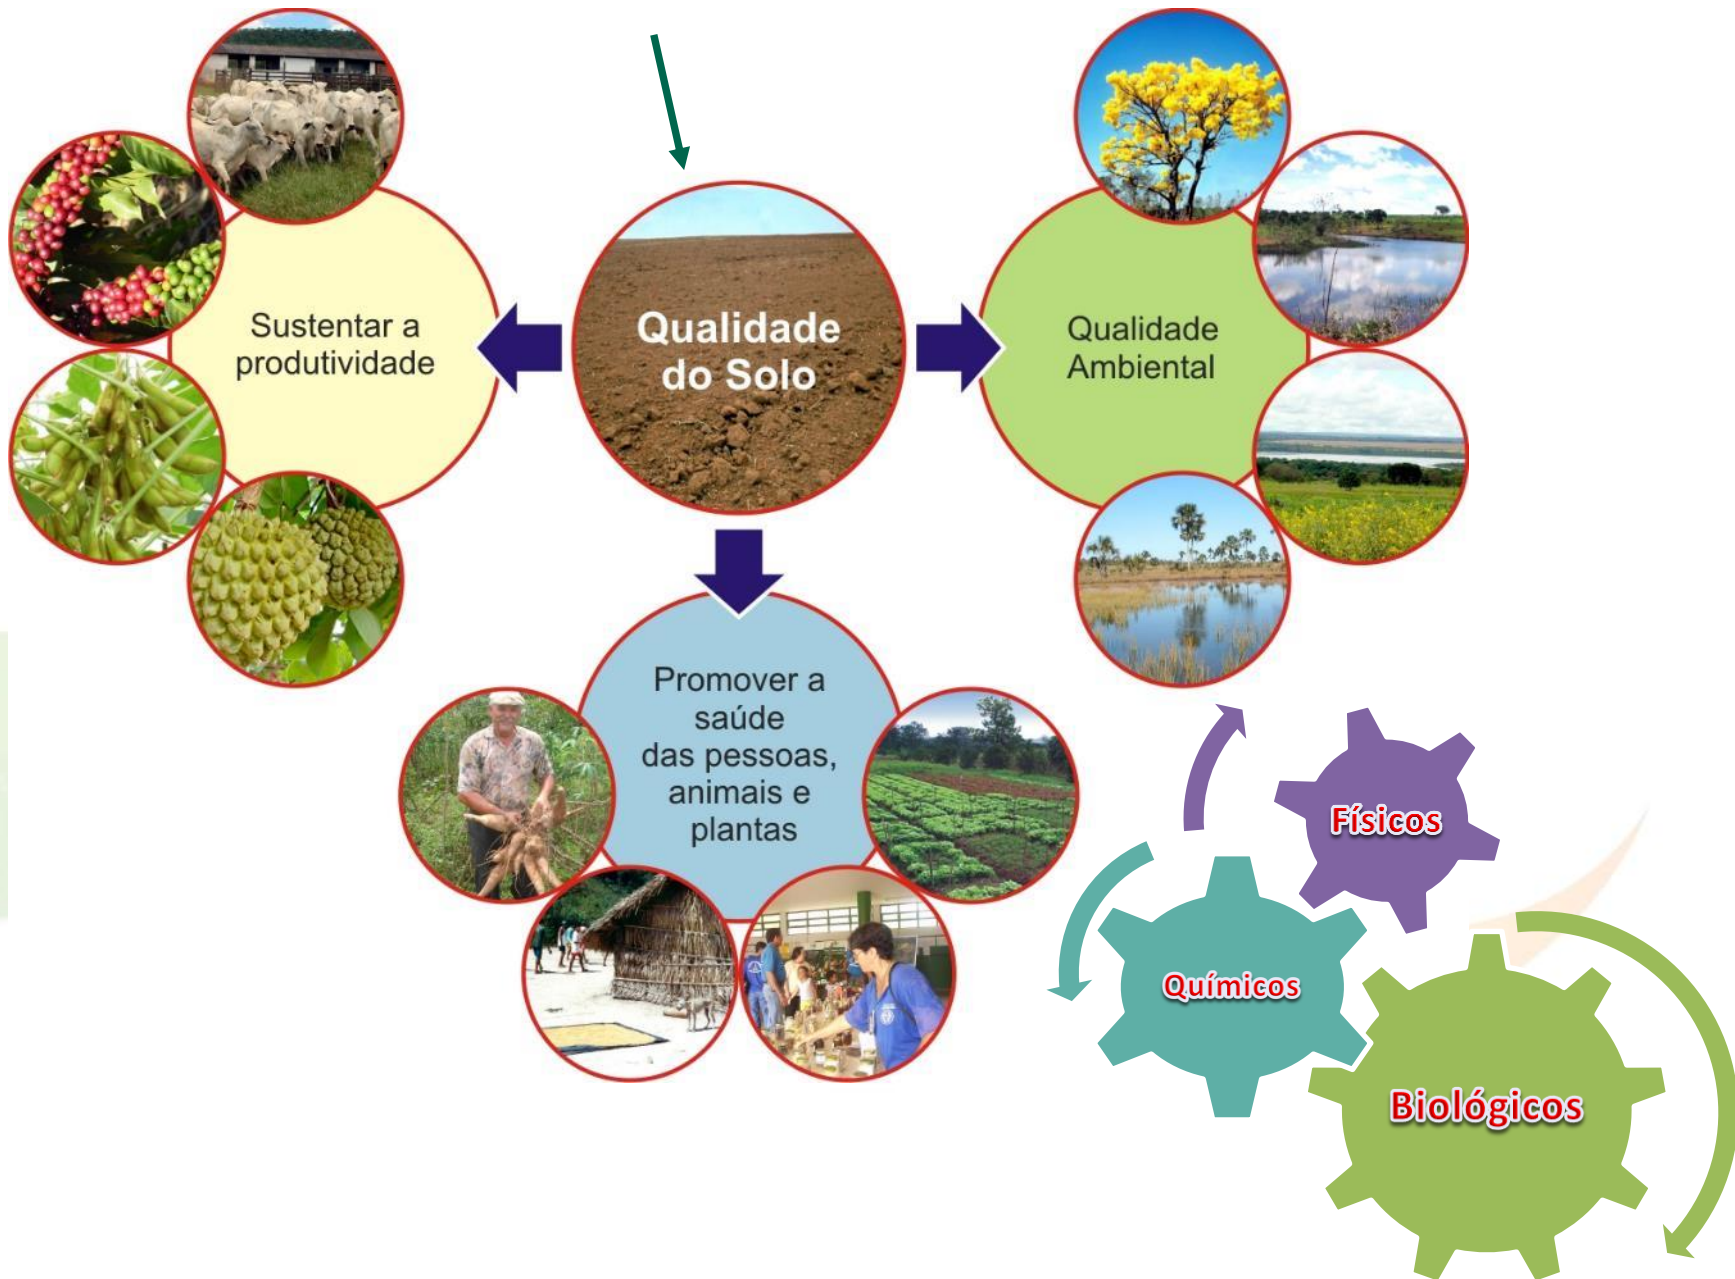 Sustentar a
produtividade
Qualidade
do Solo
Qualidade
Ambiental
Promover a
saúde
das pessoas,
animais e
plantas
Físicos
Químicos
Biológicos